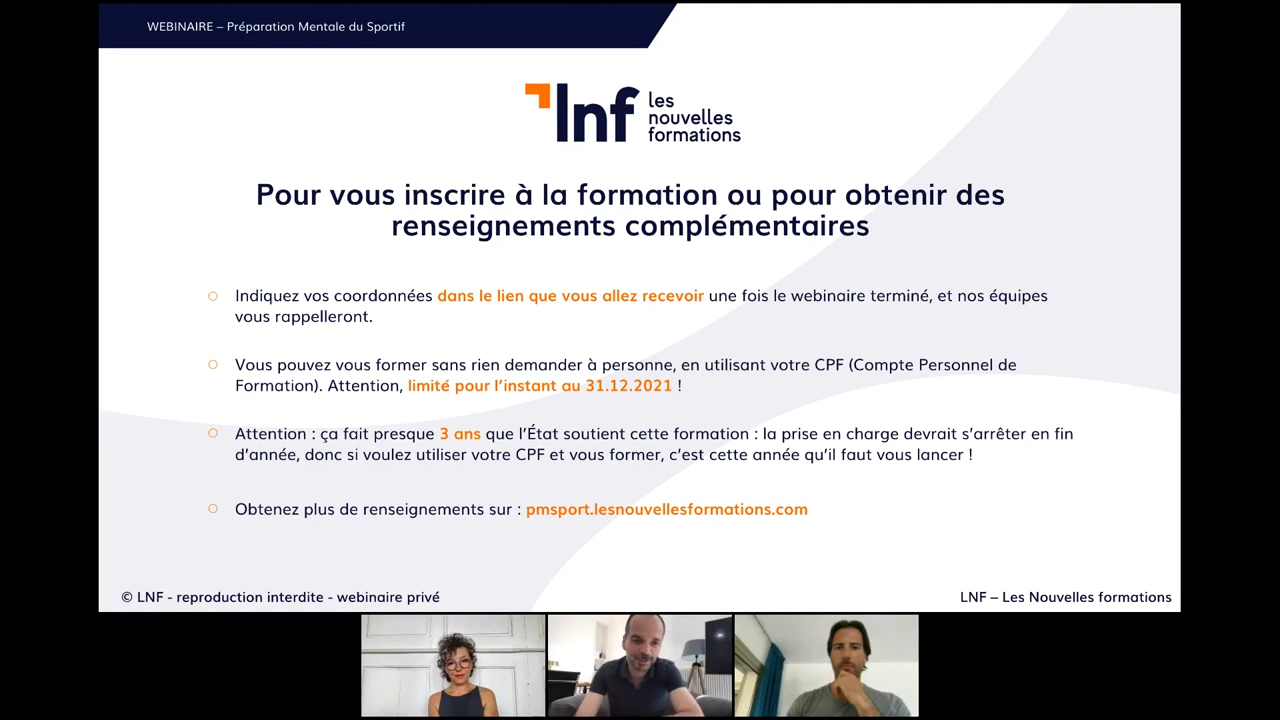 WEBINAIRE – Préparation Mentale du Sportif
lnf les
nouvelles
formations
Pour vous inscrire à la formation ou pour obtenir des
renseignements complémentaires
Indiquez vos coordonnées dans le lien que vous allez recevoir une fois le webinaire terminé, et nos équipes
vous rappelleront.
Vous pouvez vous former sans rien demander à personne, en utilisant votre CPF (Compte Personnel de
Formation). Attention, limité pour l’instant au 31.12.2021 !
Attention : ça fait presque 3 ans que l’État soutient cette formation : la prise en charge devrait s’arrêter en fin
d’année, donc si voulez utiliser votre CPF et vous former, c’est cette année qu’il faut vous lancer !
Obtenez plus de renseignements sur : pmsport.lesnouvellesformations.com
© LNF - reproduction interdite - webinaire privé
LNF – Les Nouvelles formations